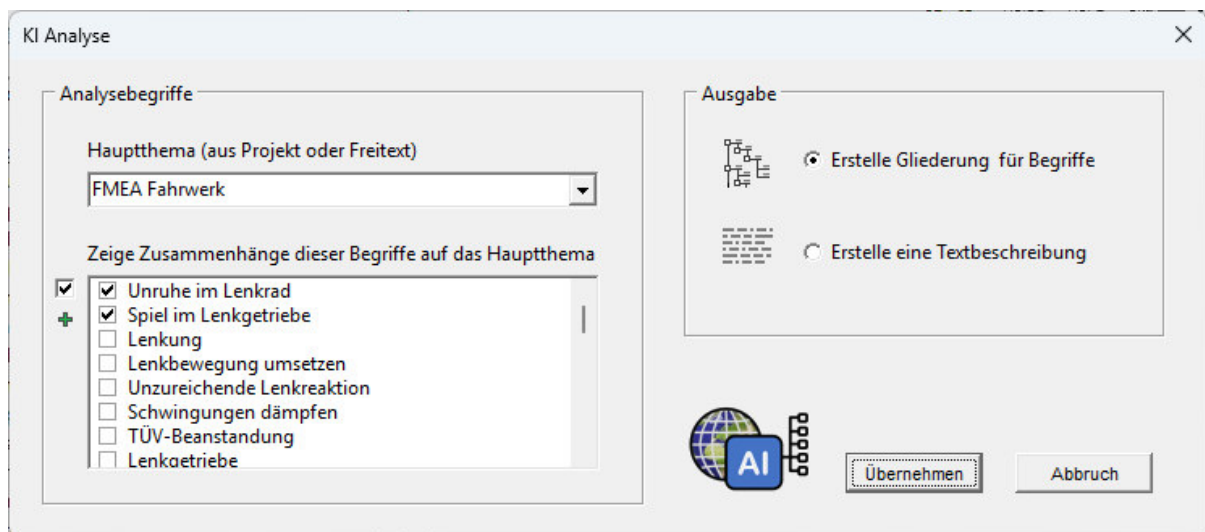 KI Analyse
Analysebegriffe
Hauptthema (aus Projekt oder Freitext)
FMEA Fahrwerk
Zeige Zusammenhänge dieser Begriffe auf das Hauptthema
Unruhe im Lenkrad
Spiel im Lenkgetriebe
Lenkung
Lenkbewegung umsetzen
Unzureichende Lenkreaktion
Schwingungen dämpfen
TÜV-Beanstandung
Lenkgetriebe
Ausgabe
Erstelle Gliederung für Begriffe
Erstelle eine Textbeschreibung
AI
Übernehmen
Abbruch